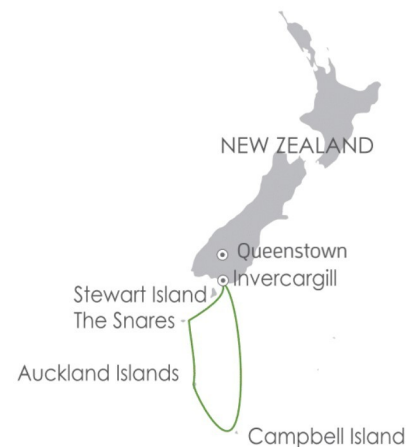 NEW ZEALAND
Queenstown
Invercargill
Stewart Island
The Snares
Auckland Islands
Campbell Island